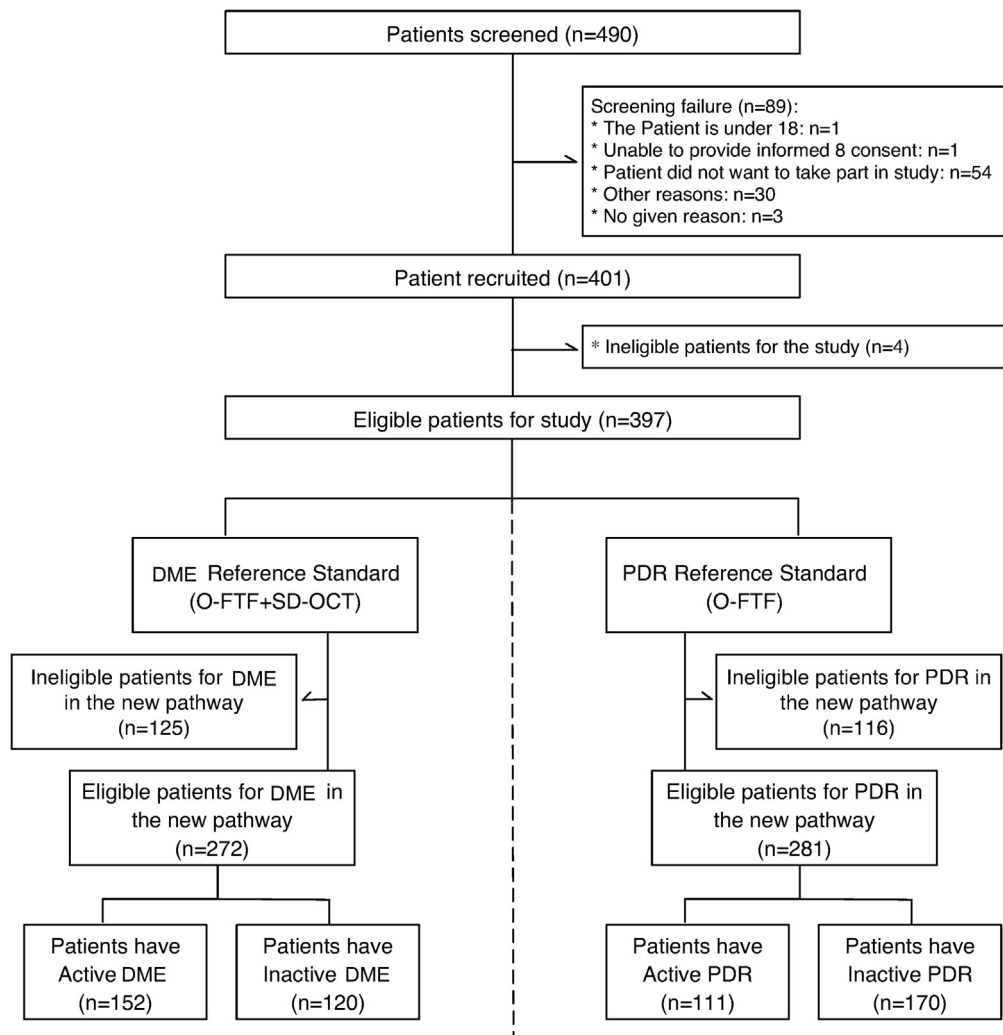 Patients screened (n=490)
Screening failure (n=89):
* The Patient is under 18: n=1
* Unable to provide informed 8 consent: n=1
* Patient did not want to take part in study: n=54
* Other reasons: n=30
* No given reason: n=3
Patient recruited (n=401)
* Ineligible patients for the study (n=4)
Eligible patients for study (n=397)
DME Reference Standard
(O-FTF+SD-OCT)
PDR Reference Standard
(O-FTF)
Ineligible patients for DME
in the new pathway
(n=125)
Ineligible patients for PDR in
the new pathway
(n=116)
Eligible patients for DME in
the new pathway
(n=272)
Eligible patients for PDR in
the new pathway
(n=281)
Patients have
Active DME
(n=152)
Patients have
Inactive DME
(n=120)
Patients have
Active PDR
(n=111)
Patients have
Inactive PDR
(n=170)